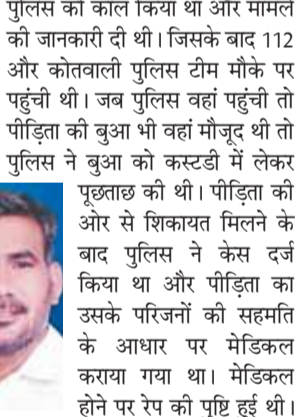 पुलिस को कॉल किया था और मामले
की जानकारी दी थी। जिसके बाद 112
और कोतवाली पुलिस टीम मौके पर
पहुंची थी। जब पुलिस वहां पहुंची तो
पीड़िता की बुआ भी वहां मौजूद थी तो
पुलिस ने बुआ को कस्टडी में लेकर
पूछताछ की थी। पीड़िता की
ओर से शिकायत मिलने के
बाद पुलिस ने केस दर्ज
किया था और पीड़िता का
उसके परिजनों की सहमति
के आधार पर मेडिकल
कराया गया था। मेडिकल
होने पर रेप की पुष्टि हुई थी।